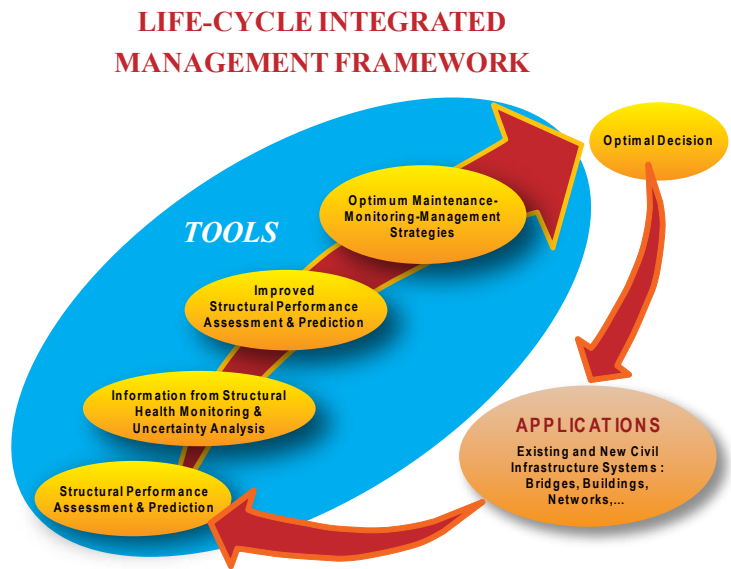 LIFE-CYCLE INTEGRATED
MANAGEMENT FRAMEWORK
Optimal Decision
Optimum Maintenance-
Monitoring-Management
Strategies
TOOLS
Improved
Structural Performance
Assessment & Prediction
Information from Structural
Health Monitoring &
Uncertainty Analysis
APPLICATIONS
Existing and New Civil
Infrastructure Systems :
Bridges, Buildings,
Networks,...
Structural Performance
Assessment & Prediction